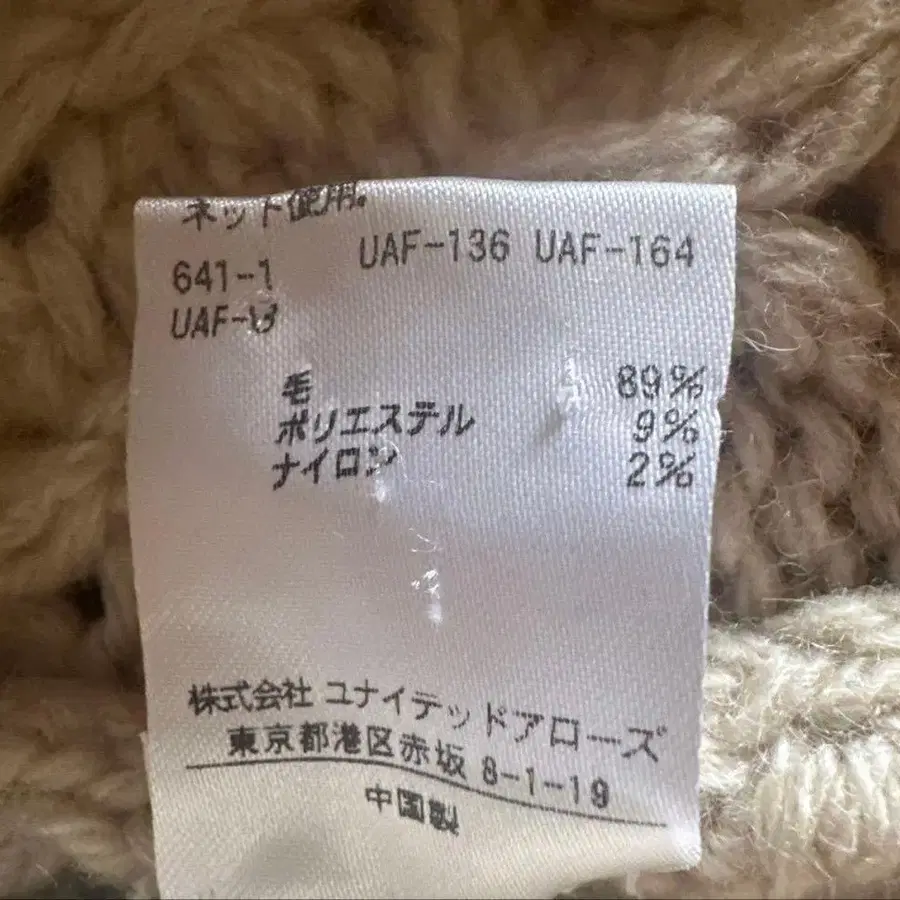 ネット使用。
UAF-136 UAF-164
641-1
UAF-
毛 89%
ポリエステル 9%
ナイロン 2%
株式会社 ユナイテッドアローズ
東京都港区赤坂 8-1-19
中国製